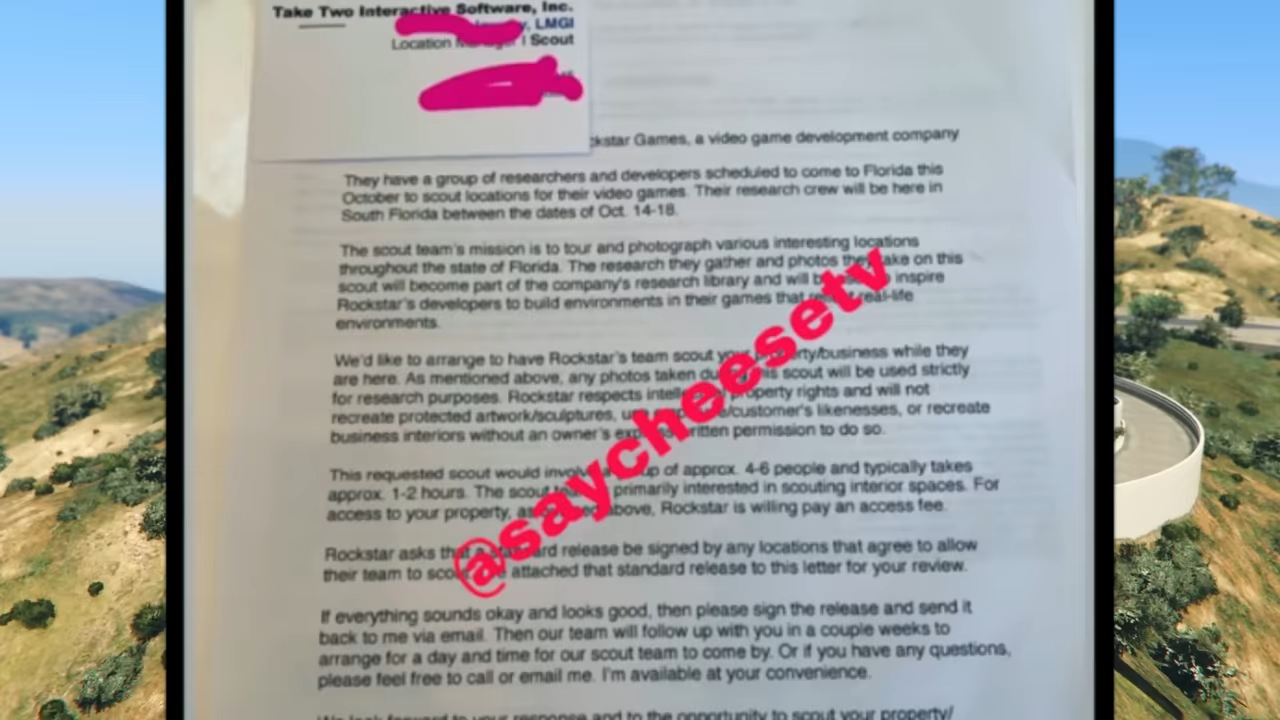 Take Two Interactive Software, Inc.
LMGI
Location Scout
Games, a video game development company
They have a group of researchers and developers scheduled to come to Florida this
October to scout locations for their video games. Their research crew will be here in
South Florida between the dates of Oct. 14-18.
The scout team's mission is to tour and photograph various interesting locations
throughout the state of Florida. The research they gather and photos they take on this
scout will become part of the company's research library and will inspire
Rockstar's developers to build environments in their games that real-life
environments.
We'd like to arrange to have Rockstar's team scout your property/business while they
are here. As mentioned above, any photos taken during this scout will be used strictly
for research purposes. Rockstar respects intellectual property rights and will not
recreate protected artwork/sculptures, likenesses, or recreate
business interiors without an owner's express written permission to do so.
This requested scout would involve a group of approx. 4-6 people and typically takes
approx. 1-2 hours. The scout primarily interested in scouting interior spaces. For
access to your property, above, Rockstar is willing pay an access fee.
Rockstar asks that a standard release be signed by any locations that agree to allow
their team to scout. attached that standard release to this letter for your review.
If everything sounds okay and looks good, then please sign the release and send it
back to me via email. Then our team will follow up with you in a couple weeks to
arrange for a day and time for our scout team to come by. Or if you have any questions,
please feel free to call or email me. I'm available at your convenience.
We look forward to your response and to the opportunity to scout your property/
@saycheesetv